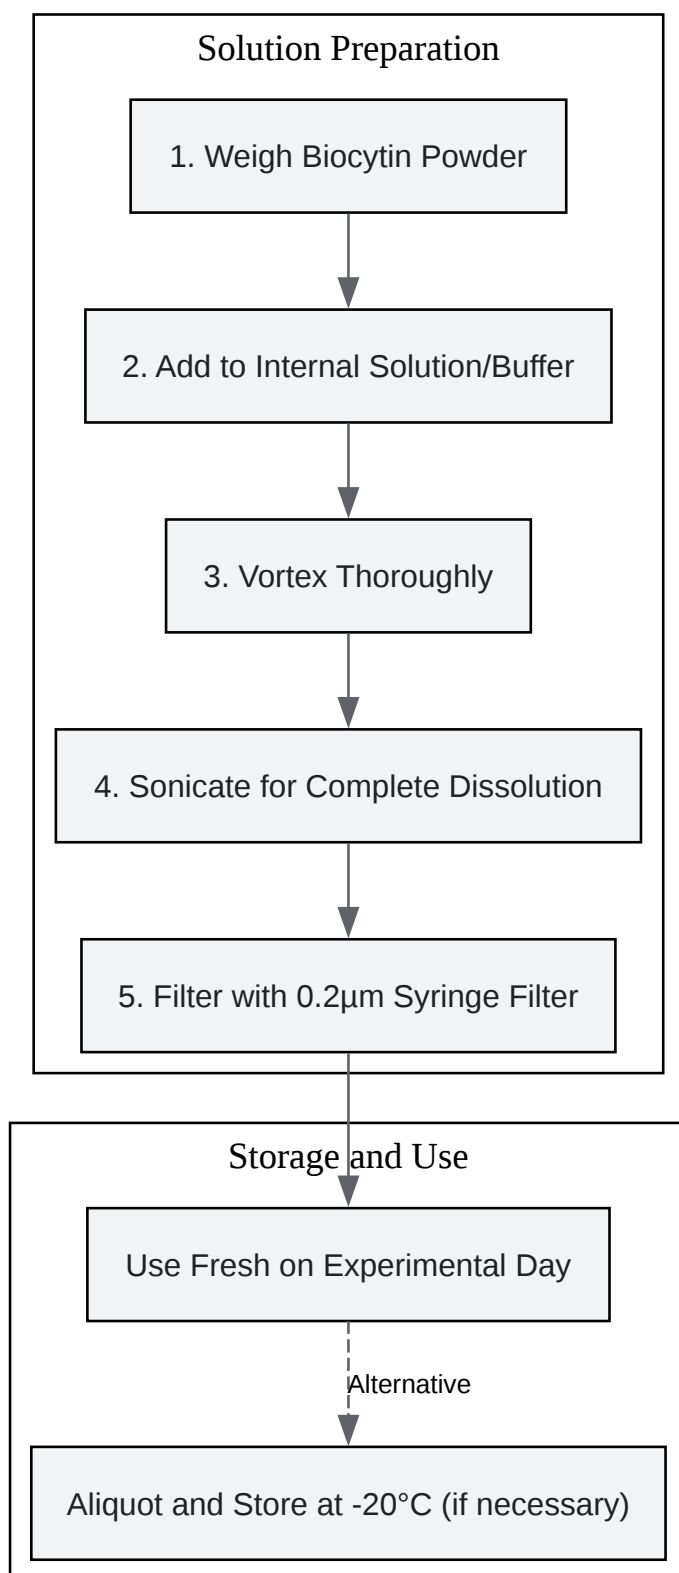 Solution Preparation
1. Weigh Biocytin Powder
2. Add to Internal Solution/Buffer
3. Vortex Thoroughly
4. Sonicate for Complete Dissolution
5. Filter with 0.2µm Syringe Filter
Storage and Use
Use Fresh on Experimental Day
Alternative
Aliquot and Store at -20°C (if necessary)